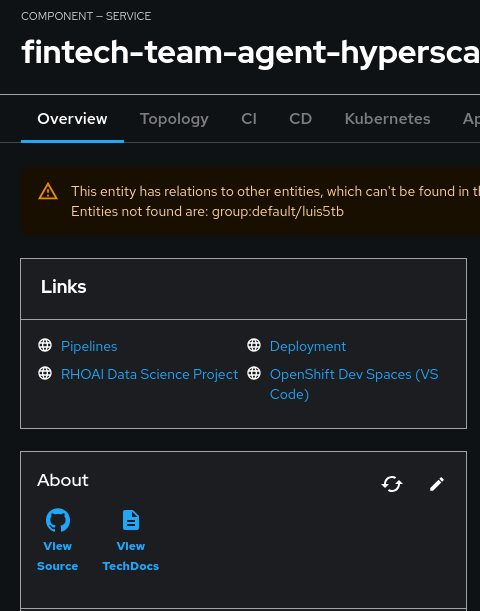 COMPONENT — SERVICE
fintech-team-agent-hypersca
Overview Topology CI CD Kubernetes Ap
This entity has relations to other entities, which can't be found in t
Entities not found are: group:default/luis5tb
Links
Pipelines Deployment
RHOAI Data Science Project OpenShift Dev Spaces (VS
Code)
About
View View
Source TechDocs